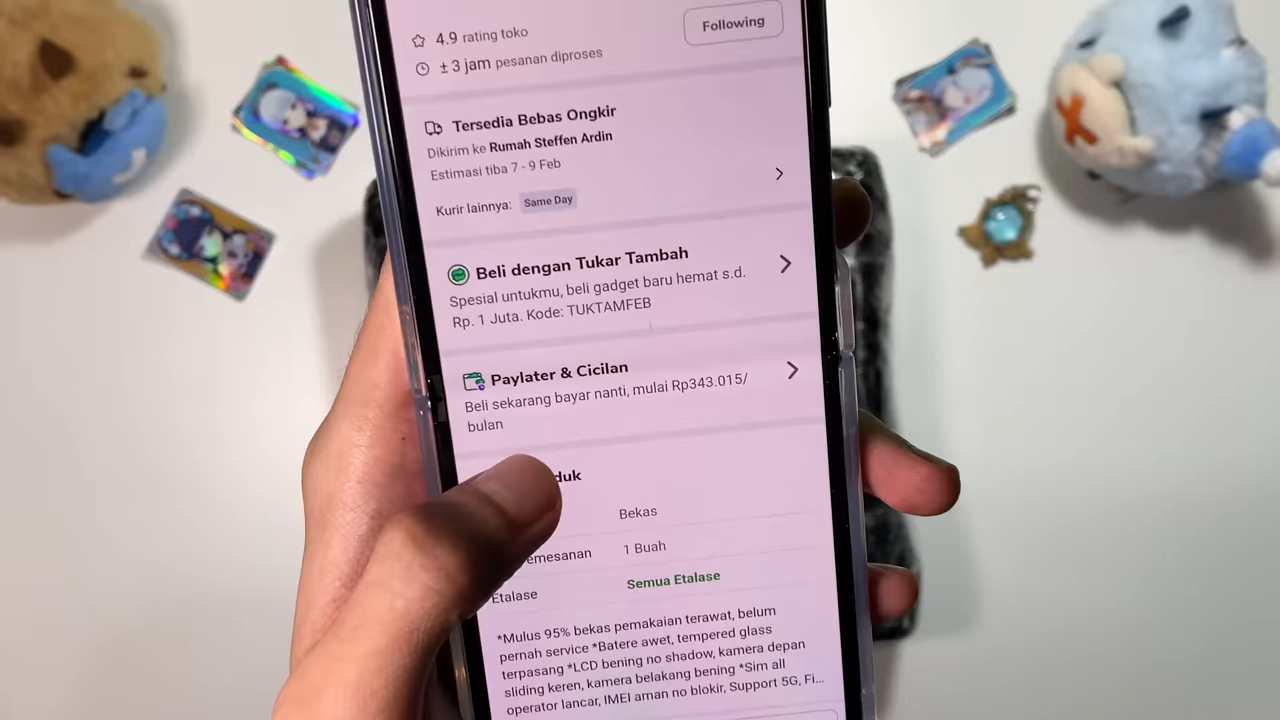 4.9 rating toko
Following
± 3 jam pesanan diproses
Tersedia Bebas Ongkir
Dikirim ke Rumah Steffen Ardin
Estimasi tiba 7 - 9 Feb
Kurir lainnya: Same Day
Beli dengan Tukar Tambah
Spesial untukmu, beli gadget baru hemat s.d.
Rp. 1 Juta. Kode: TUKTAMFEB
Paylater & Cicilan
Beli sekarang bayar nanti, mulai Rp343.015/
bulan
duk
Bekas
emesanan 1 Buah
Etalase Semua Etalase
*Mulus 95% bekas pemakaian terawat, belum
pernah service *Batere awet, tempered glass
terpasang *LCD bening no shadow, kamera depan
sliding keren, kamera belakang bening *Sim all
operator lancar, IMEI aman no blokir, Support 5G, Fi...